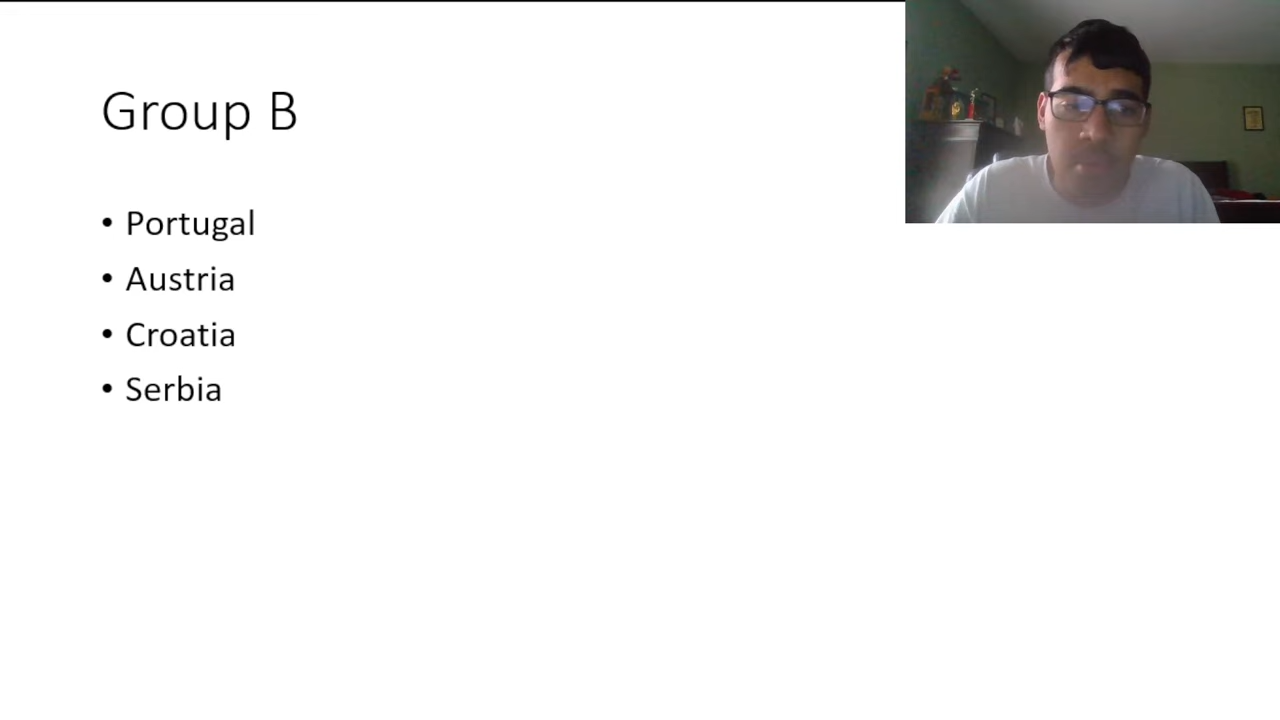 Group B
• Portugal
• Austria
• Croatia
• Serbia